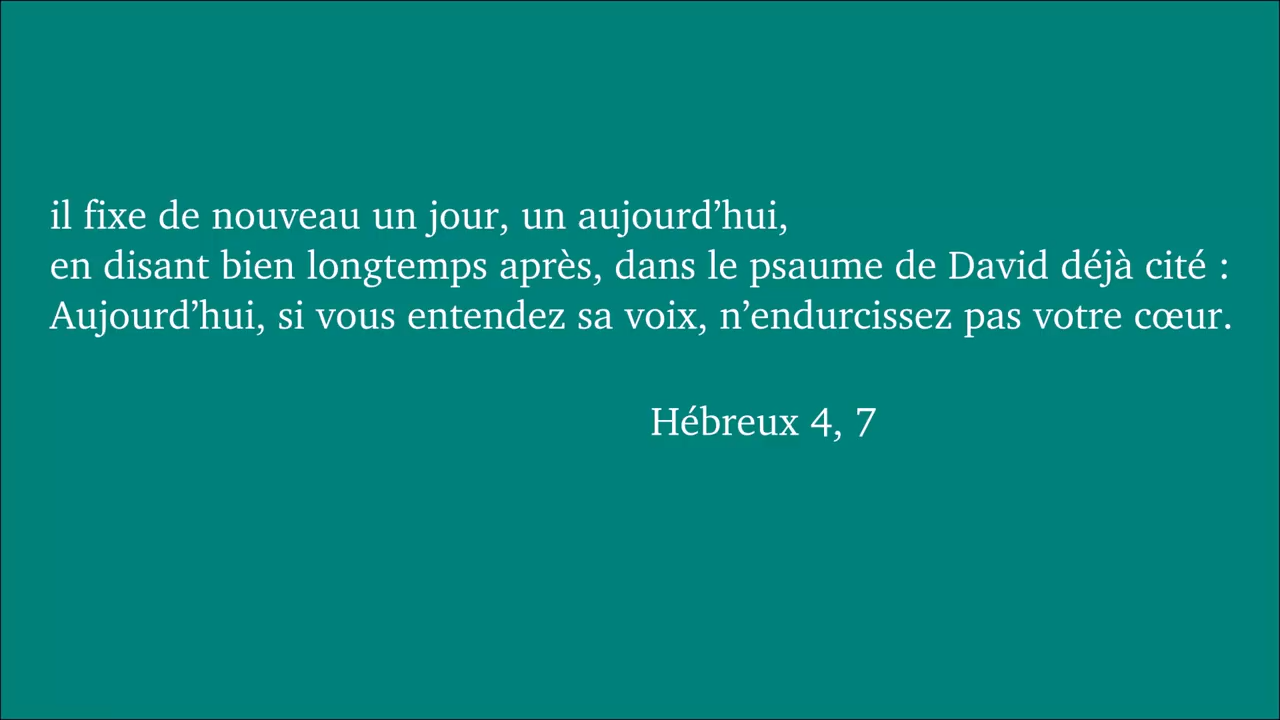 il fixe de nouveau un jour, un aujourd’hui,
en disant bien longtemps après, dans le psaume de David déjà cité :
Aujourd’hui, si vous entendez sa voix, n’endurcissez pas votre cœur.
Hébreux 4, 7